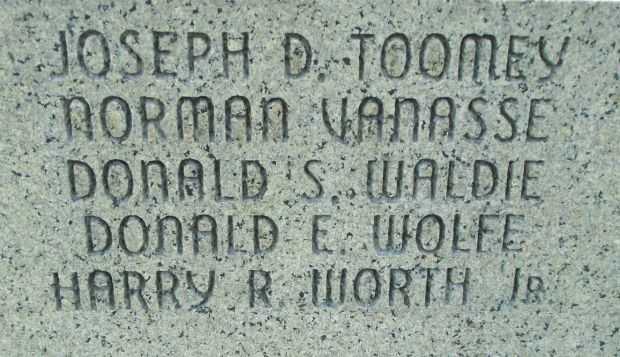 JOSEPH D. TOOMEY
NORMAN VANASSE
DONALD S. WALDIE
DONALD E. WOLFE
HARRY R. WORTH JR.